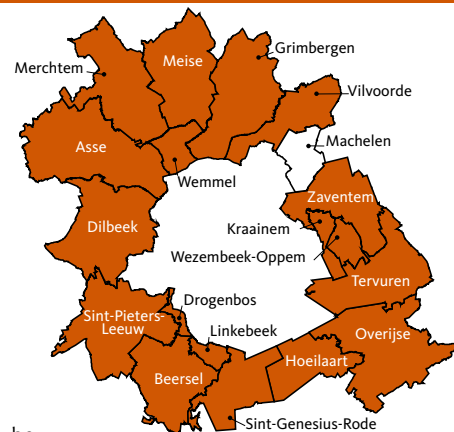 Grimbergen
Meise
Merchtem
Vilvoorde
Machelen
Asse
Wemmel
Zaventem
Kraainem
Dilbeek
Wezembeek-Oppem
Tervuren
Drogenbos
Sint-Pieters-
Leeuw
Linkebeek
Overijse
Hoeilaart
Beersel
Sint-Genesius-Rode